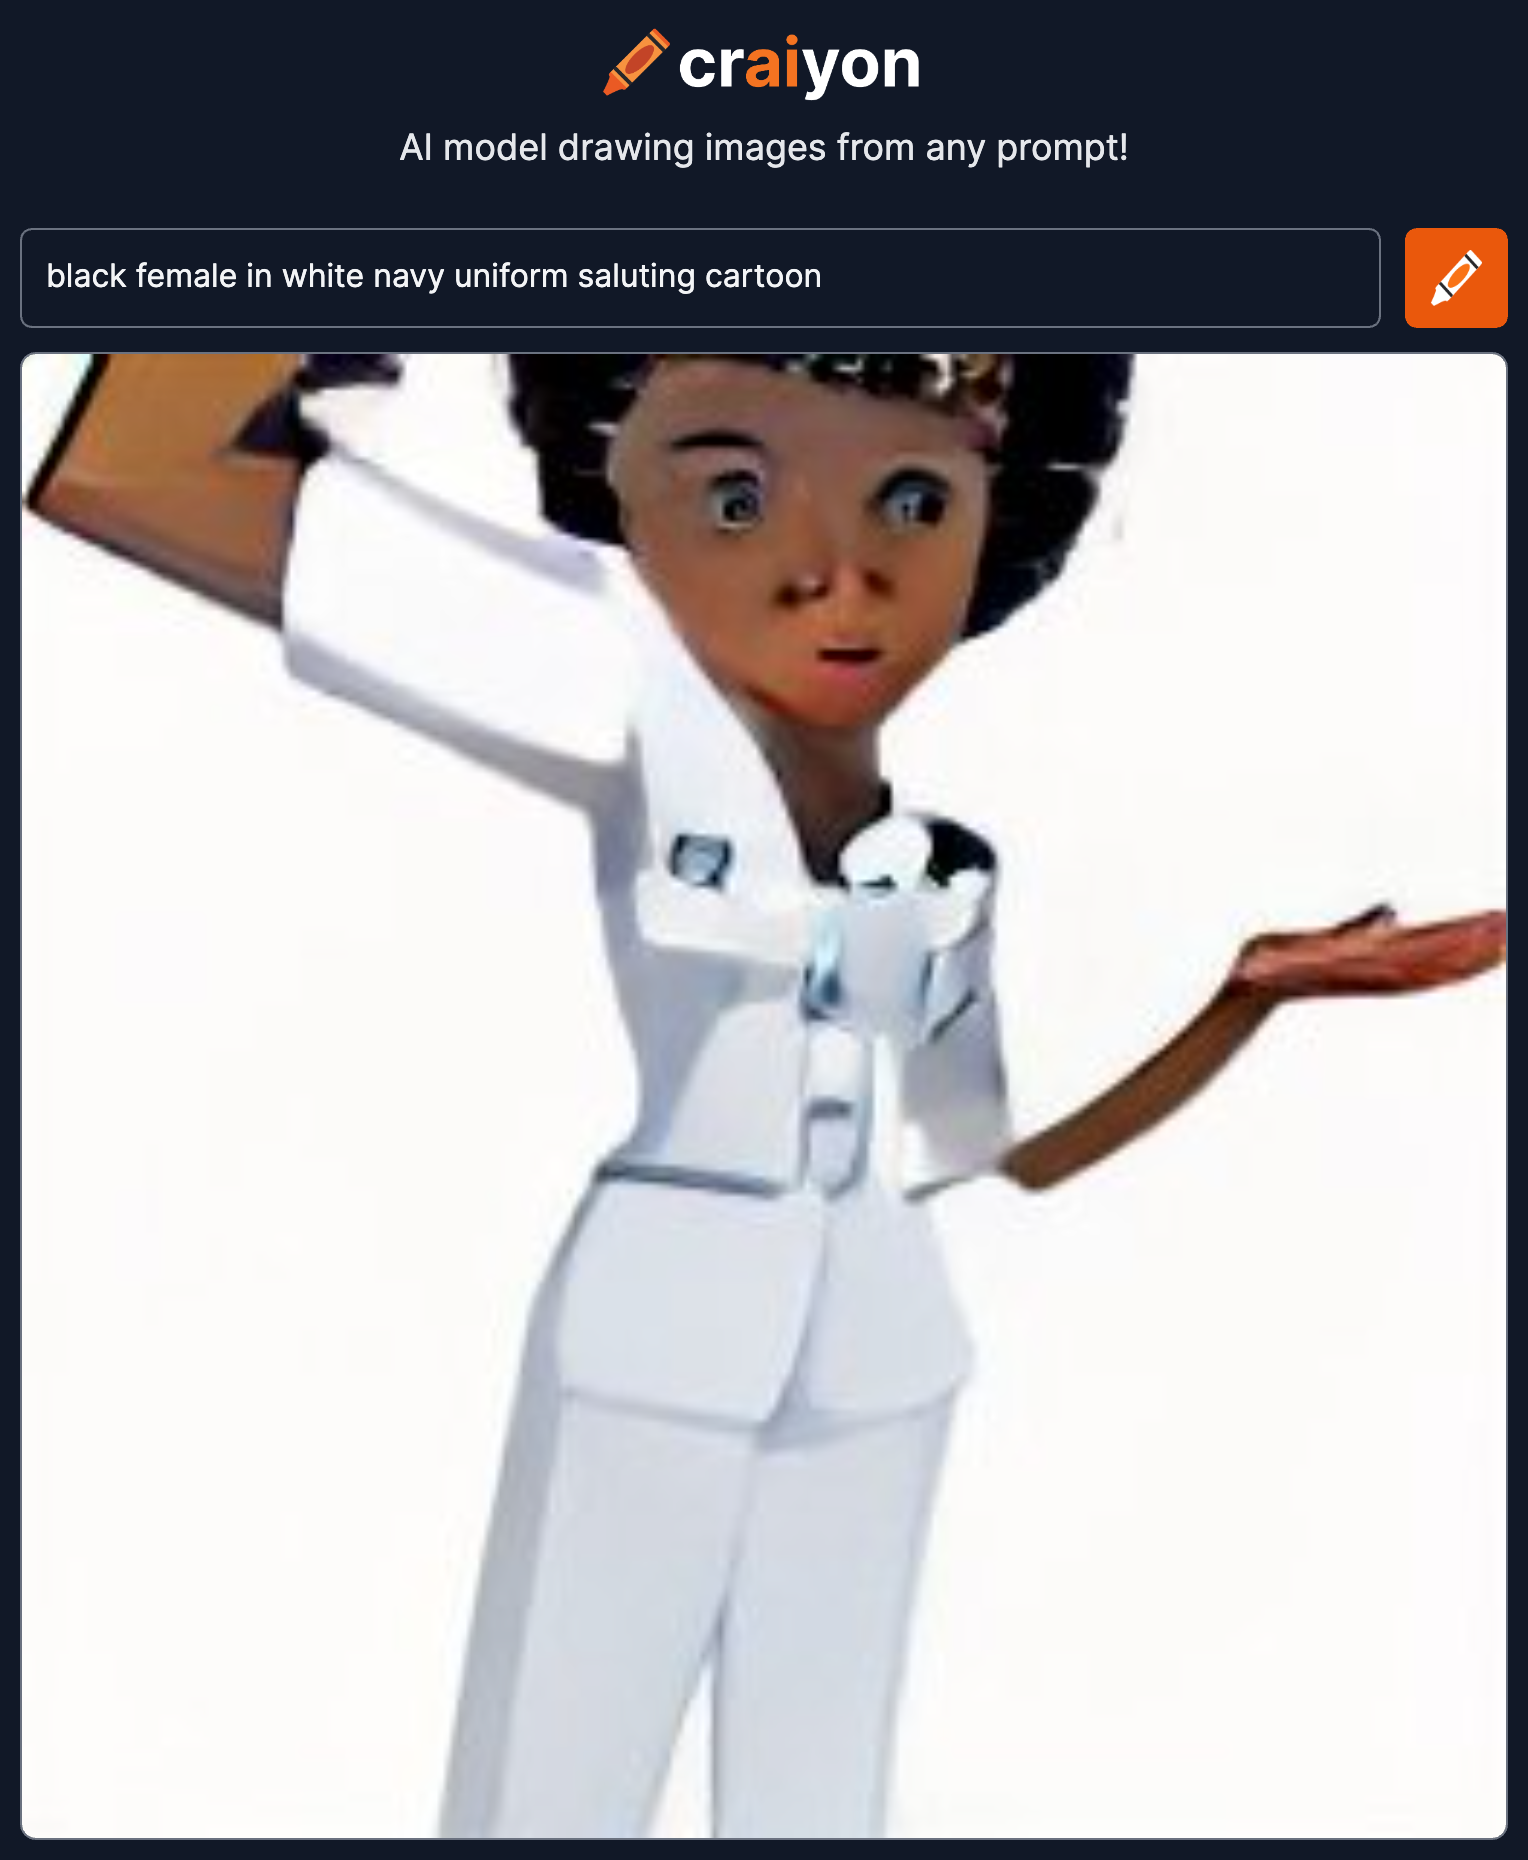 craiyon
AI model drawing images from any prompt!
black female in white navy uniform saluting cartoon